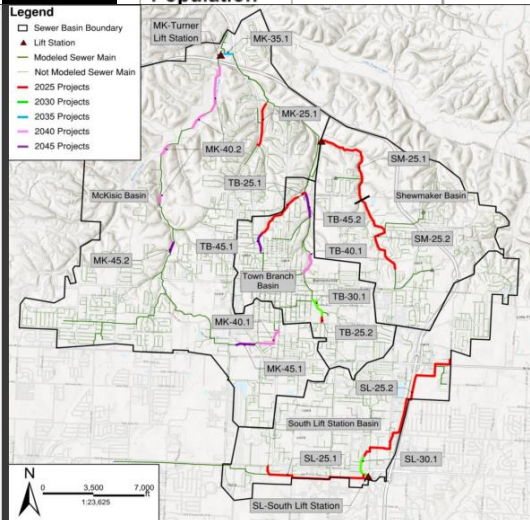 Population
Legend
Sewer Basin Boundary
Lift Station
Modeled Sewer Main
Not Modeled Sewer Main
2025 Projects
2030 Projects
2035 Projects
2040 Projects
2045 Projects
MK-Turner
Lift Station
MK-35.1
MK-25.1
MK-40.2
SM-25.1
TB-25.1
McKisic Basin
Shewmaker Basin
TB-45.2
SM-25.2
TB-45.1
TB-40.1
MK-45.2
Town Branch
Basin
TB-30.1
MK-40.1
TB-25.2
MK-45.1
SL-25.2
South Lift Station Basin
SL-25.1
SL-30.1
SL-South Lift Station
N
0 3,500 7,000
ft
1:23,625